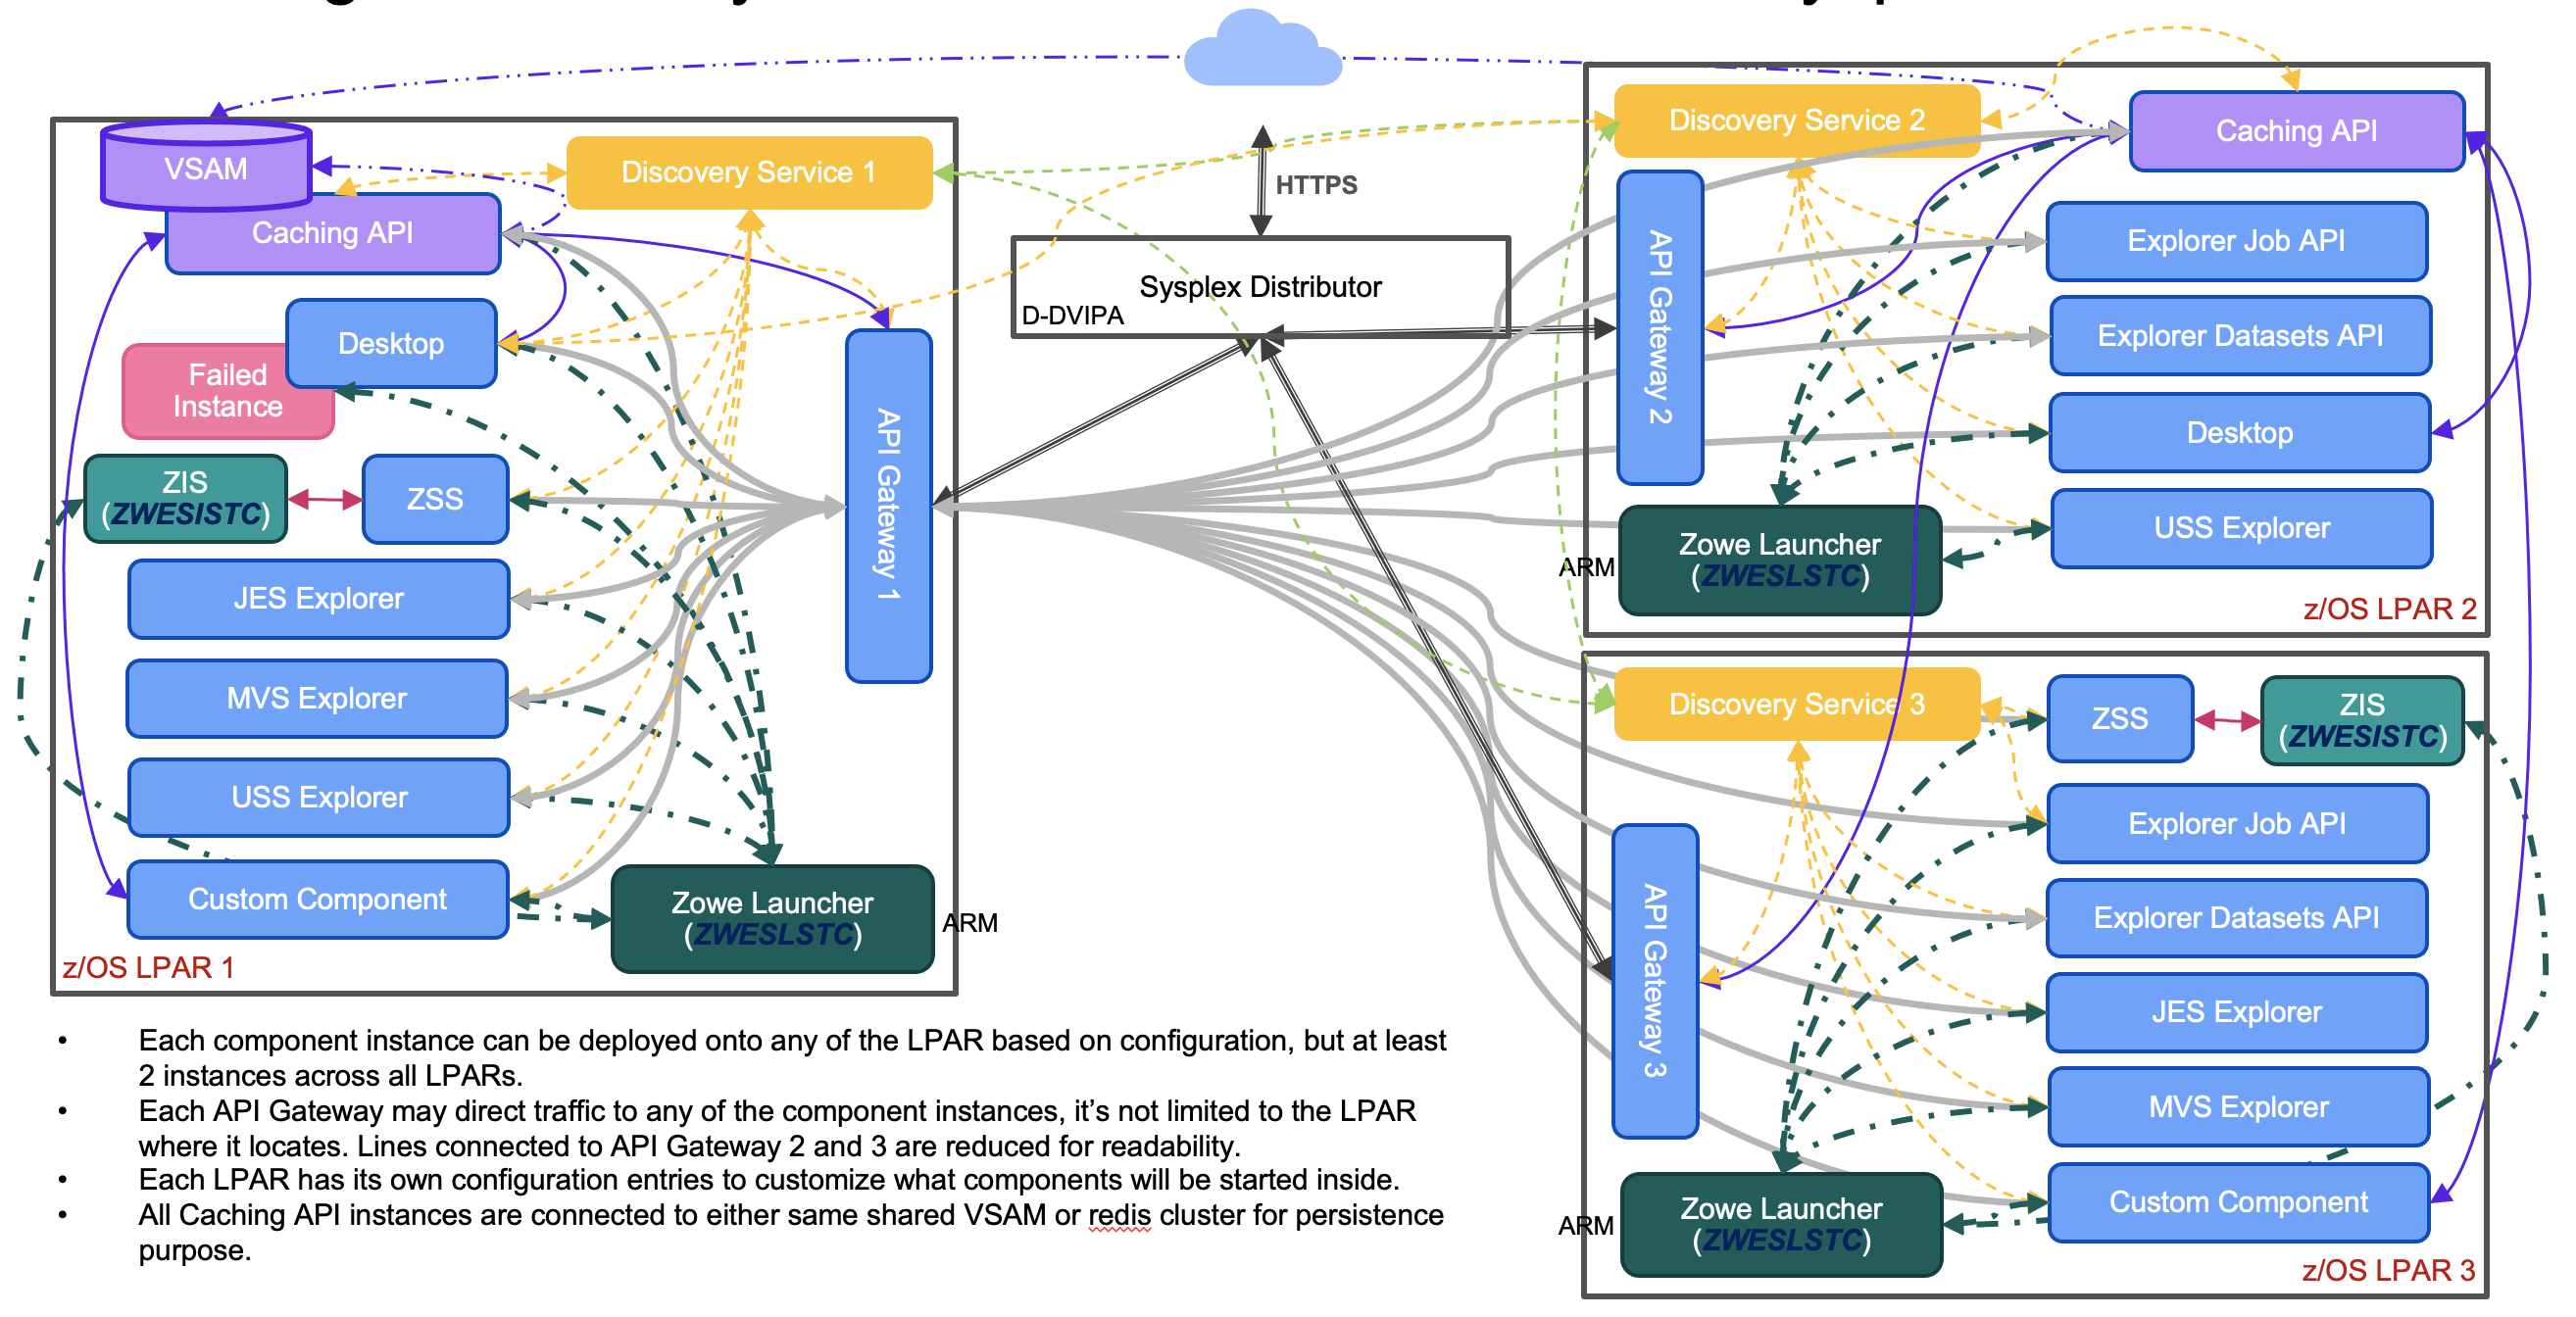 HTTPS
Sysplex Distributor
D-DVIPA
VSAM
Discovery Service 1
Caching API
Desktop
Failed
Instance
ZIS
(ZWESISTC)
ZSS
JES Explorer
MVS Explorer
USS Explorer
Custom Component
API Gateway 1
Zowe Launcher
(ZWESLSTC)
ARM
z/OS LPAR 1
Discovery Service 2
Caching API
API Gateway 2
Explorer Job API
Explorer Datasets API
Desktop
USS Explorer
Zowe Launcher
(ZWESLSTC)
ARM
z/OS LPAR 2
Discovery Service 3
ZSS
ZIS
(ZWESISTC)
Explorer Job API
Explorer Datasets API
API Gateway 3
JES Explorer
MVS Explorer
Custom Component
Zowe Launcher
(ZWESLSTC)
ARM
z/OS LPAR 3
• Each component instance can be deployed onto any of the LPAR based on configuration, but at least
2 instances across all LPARs.
• Each API Gateway may direct traffic to any of the component instances, it’s not limited to the LPAR
where it locates. Lines connected to API Gateway 2 and 3 are reduced for readability.
• Each LPAR has its own configuration entries to customize what components will be started inside.
• All Caching API instances are connected to either same shared VSAM or redis cluster for persistence
purpose.